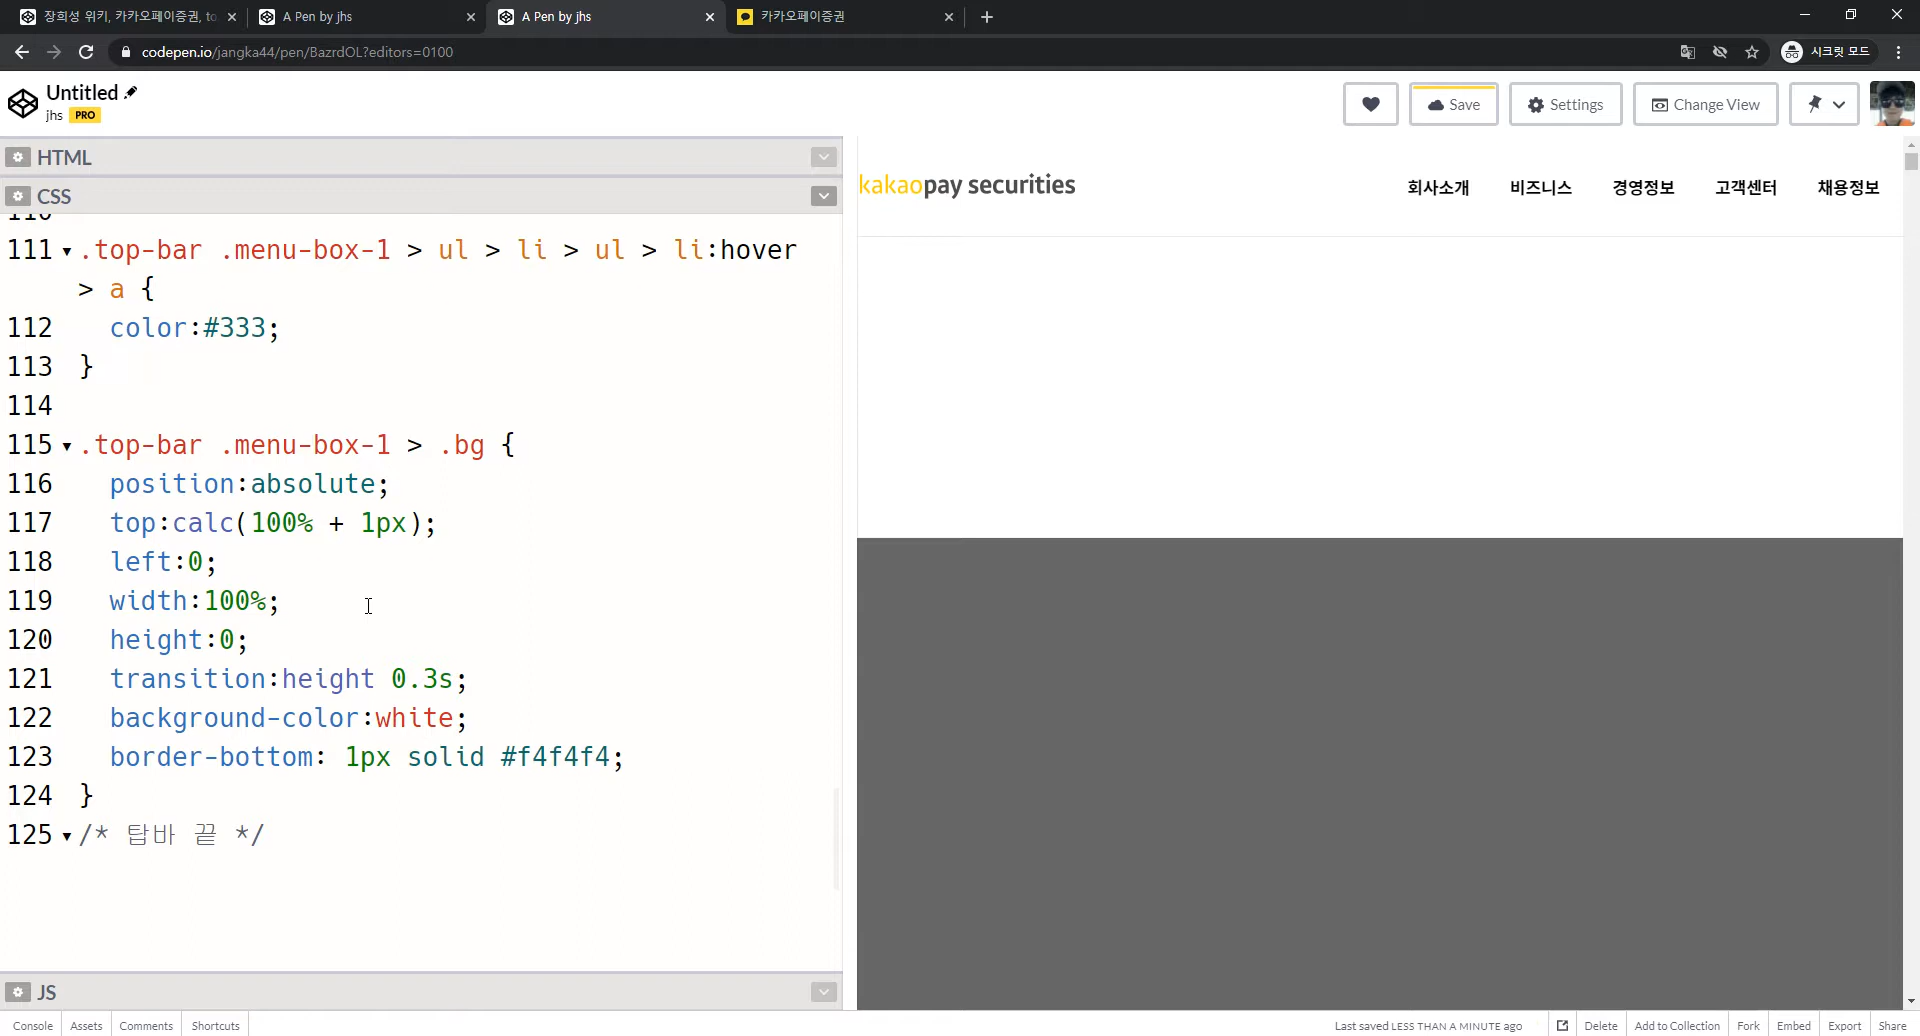 장희성 위키, 카카오페이증권, to
A Pen by jhs
A Pen by jhs
카카오페이증권
codepen.io/jangka44/pen/BazrdOL?editors=0100
시크릿 모드
Untitled
jhs PRO
Save
Settings
Change View
HTML
CSS
110
111 .top-bar .menu-box-1 > ul > li > ul > li:hover
> a {
112 color:#333;
113 }
114
115 .top-bar .menu-box-1 > .bg {
116 position:absolute;
117 top:calc(100% + 1px);
118 left:0;
119 width:100%;
120 height:0;
121 transition:height 0.3s;
122 background-color:white;
123 border-bottom: 1px solid #f4f4f4;
124 }
125 /* 탑바 끝 */
kakaopay securities
회사소개 비즈니스 경영정보 고객센터 채용정보
JS
Console Assets Comments Shortcuts
Last saved LESS THAN A MINUTE ago
Delete Add to Collection Fork Embed Export Share